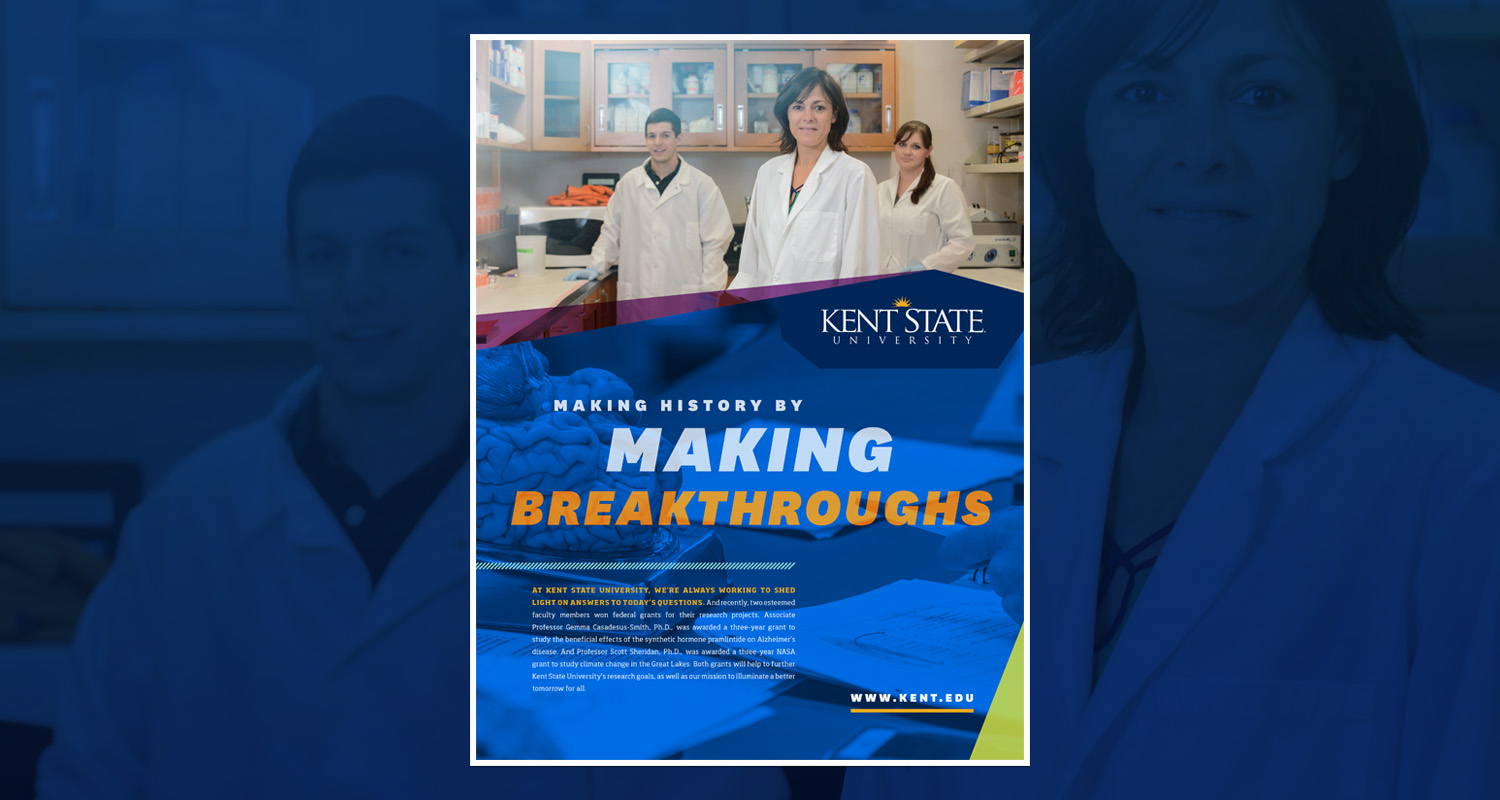 KENT STATE
UNIVERSITY
MAKING HISTORY BY
MAKING
BREAKTHROUGHS
AT KENT STATE UNIVERSITY, WE'RE ALWAYS WORKING TO SHED
LIGHT ON ANSWERS TO TODAY'S QUESTIONS. And recently, two esteemed
faculty members won federal grants for their research projects. Associate
Professor Gemma Casadesus-Smith, Ph.D., was awarded a three-year grant to
study the beneficial effects of the synthetic hormone pramlintide on Alzheimer's
disease. And Professor Scott Sheridan, Ph.D., was awarded a three-year NASA
grant to study climate change in the Great Lakes. Both grants will help to further
Kent State University's research goals, as well as our mission to illuminate a better
tomorrow for all.
WWW.KENT.EDU